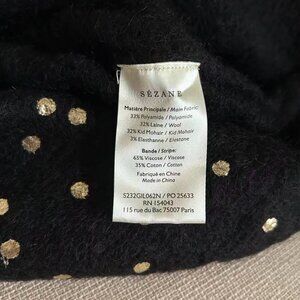 SÉZANE
Matière Principale / Main Fabric:
33% Polyamide / Polyamide
32% Laine / Wool
32% Kid Mohair / Kid Mohair
3% Elasthanne / Elastane
Bande / Stripe:
65% Viscose / Viscose
35% Coton / Cotton
Fabriqué en Chine
Made in China
S232GIL062N / PO 25633
RN 154043
115 rue du Bac 75007 Paris